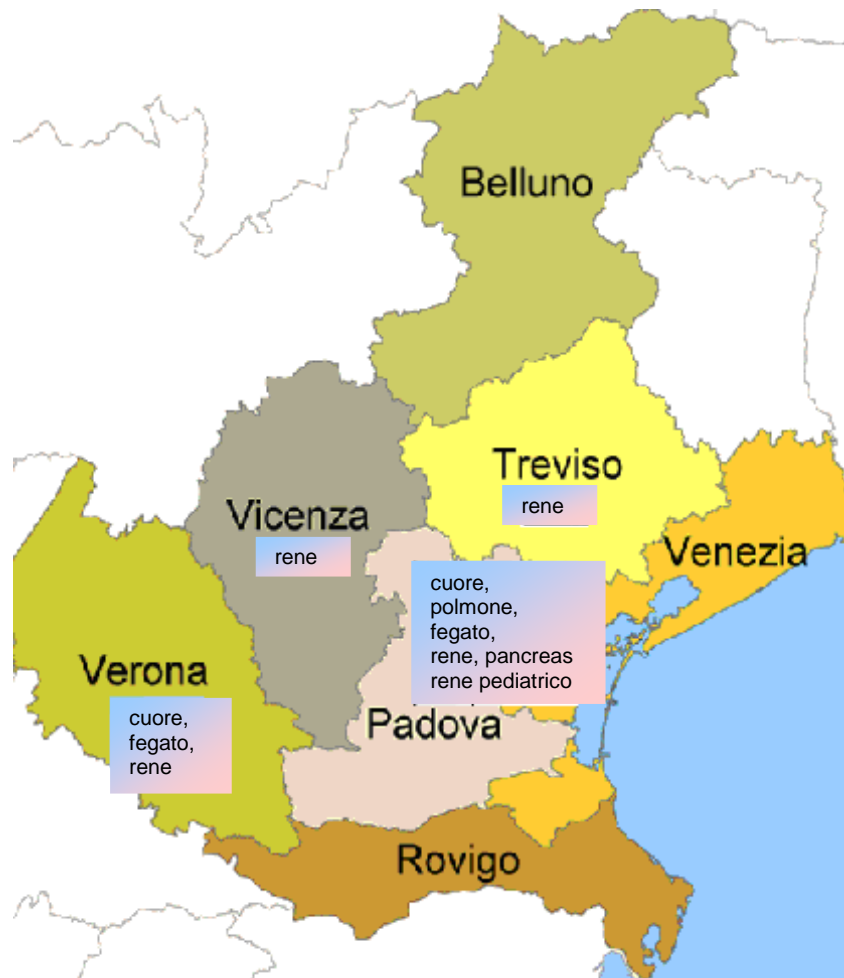 Belluno
Treviso
rene
Vicenza
rene
Venezia
cuore,
polmone,
fegato,
rene, pancreas
rene pediatrico
Padova
Verona
cuore,
fegato,
rene
Rovigo